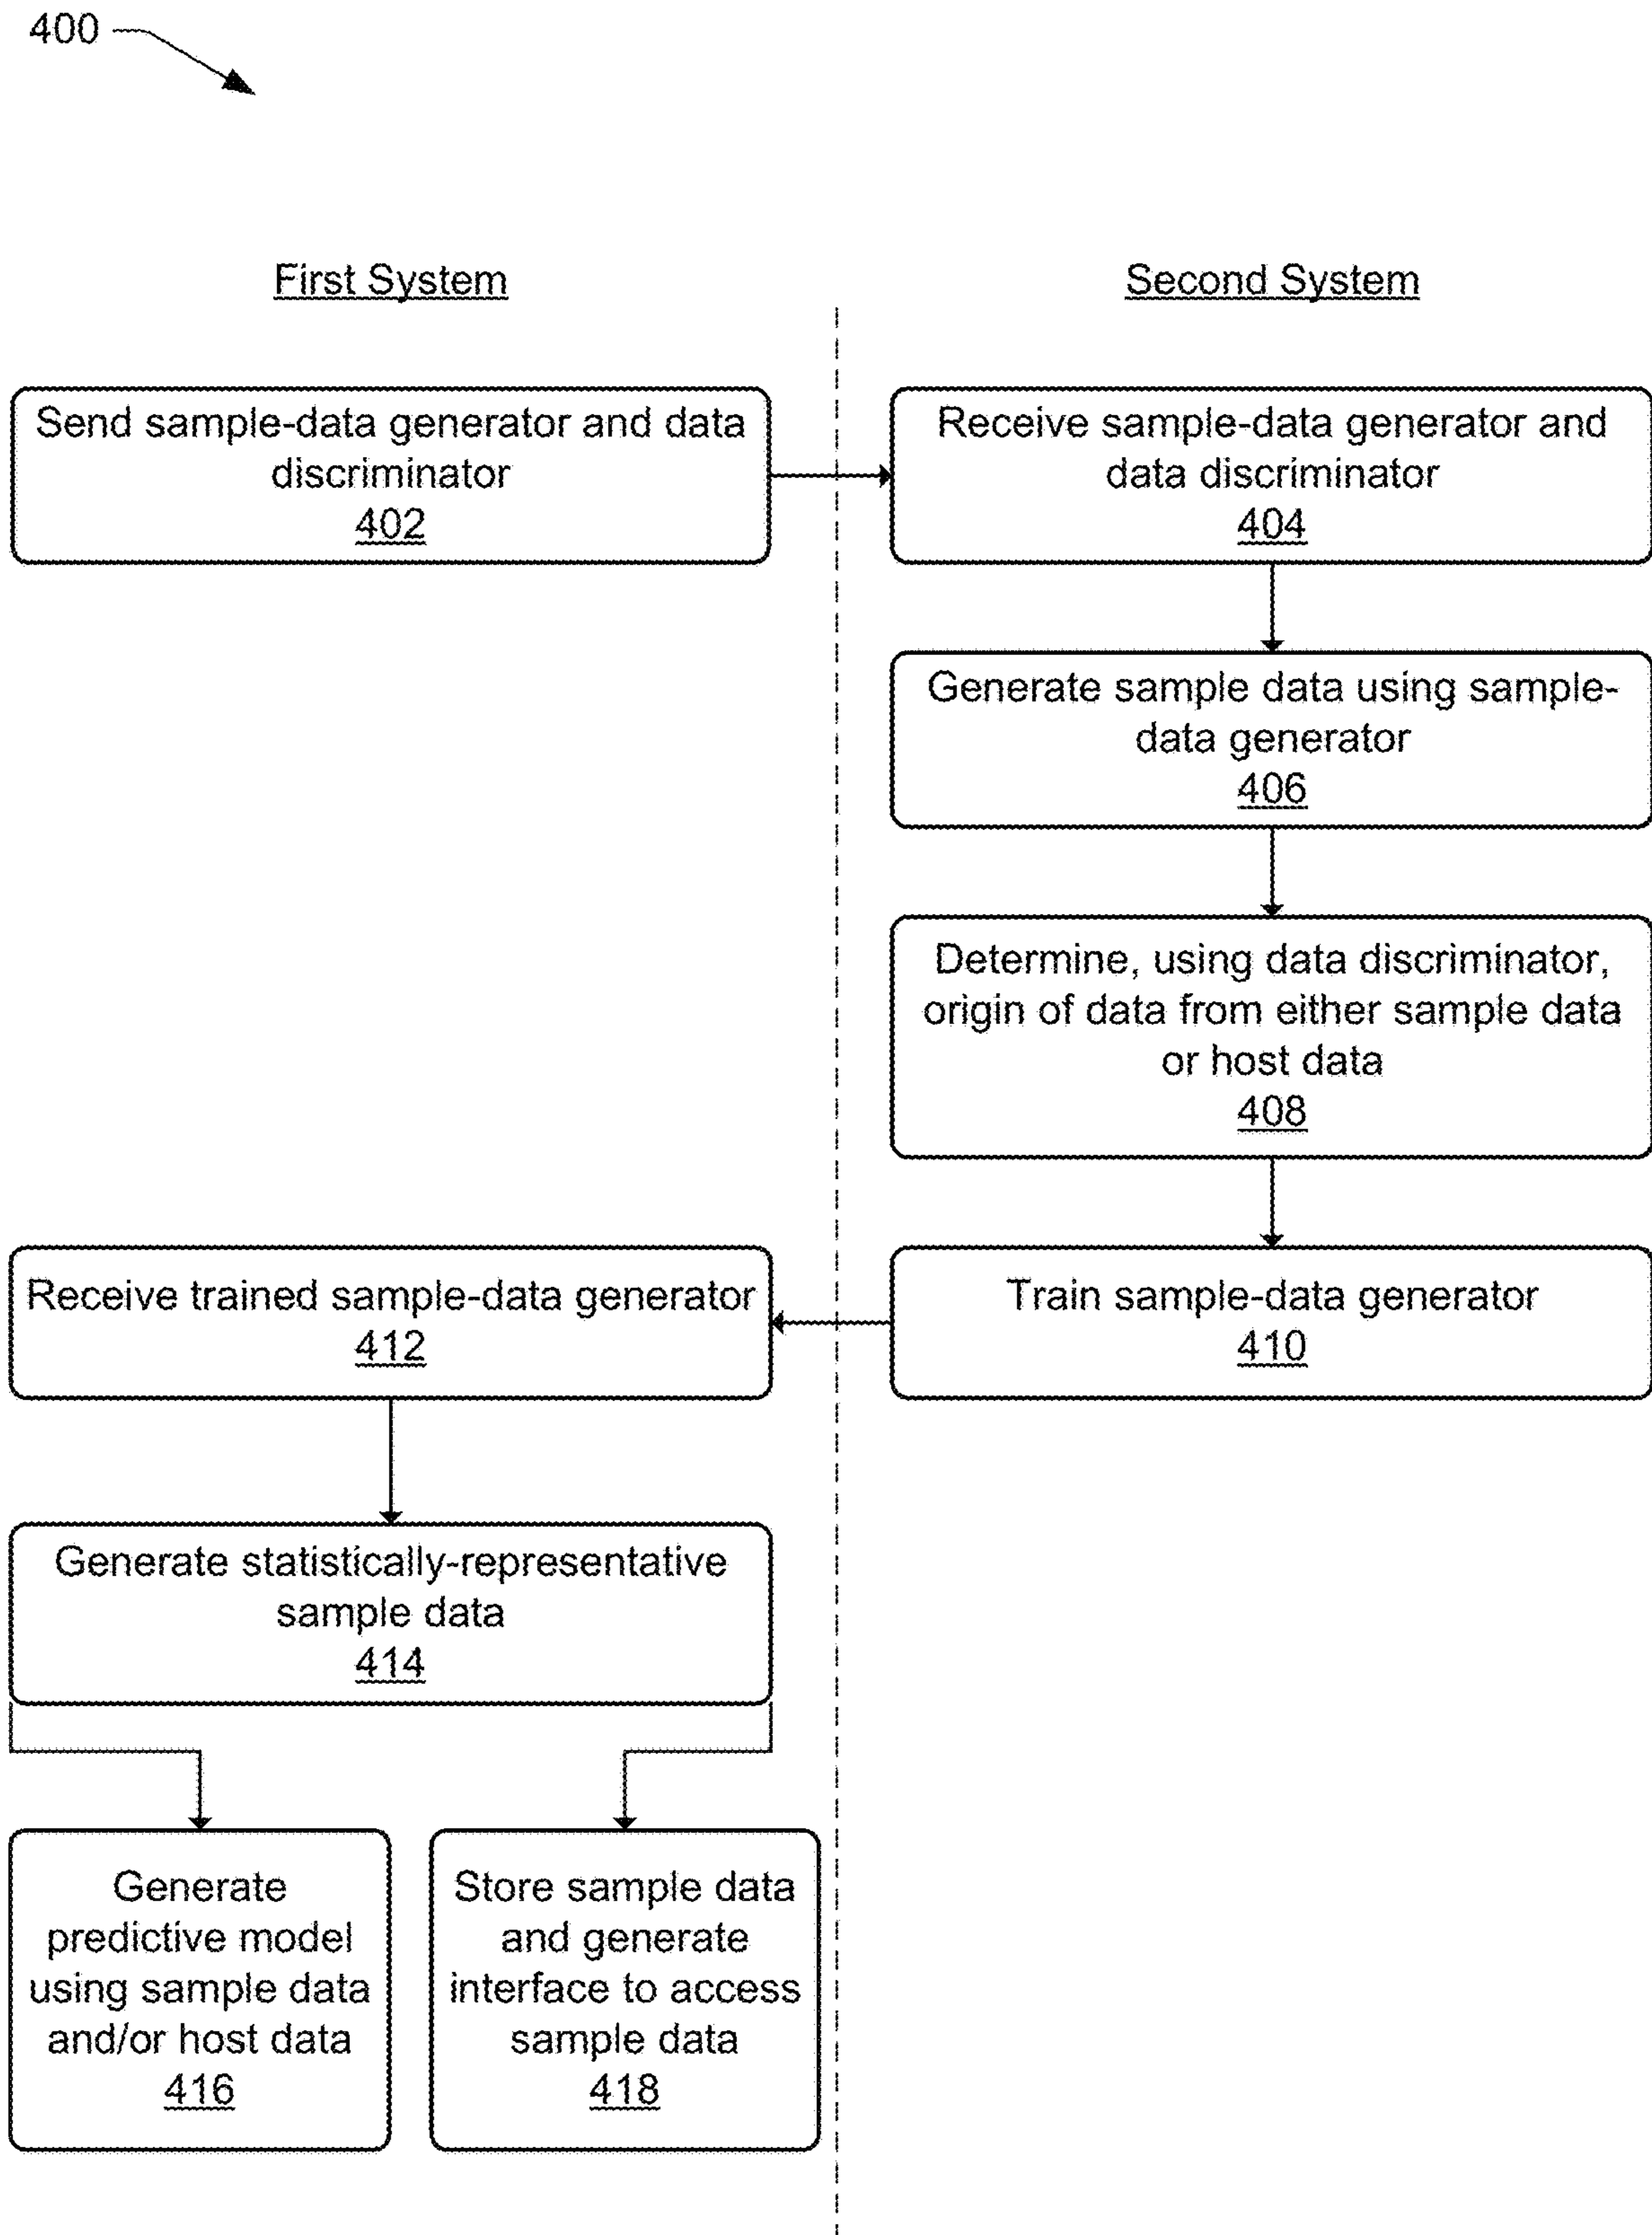 400
First System
Second System
Send sample-data generator and data
discriminator
402
Receive sample-data generator and
data discriminator
404
Generate sample data using sample-
data generator
406
Determine, using data discriminator,
origin of data from either sample data
or host data
408
Train sample-data generator
410
Receive trained sample-data generator
412
Generate statistically-representative
sample data
414
Generate
predictive model
using sample data
and/or host data
416
Store sample data
and generate
interface to access
sample data
418